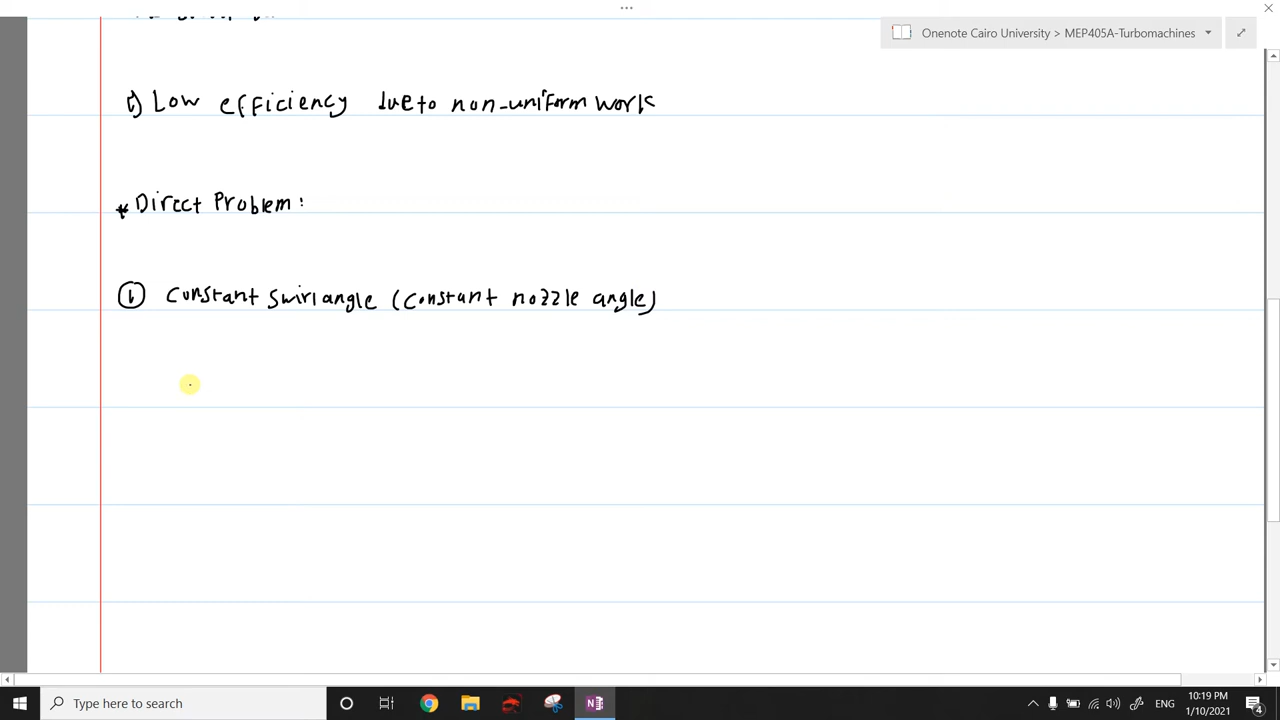 Onenote Cairo University > MEP405A-Turbomachines
c) Low efficiency due to non-uniform work
* Direct Problem:
① Constant swirl angle (constant nozzle angle)
Type here to search
ENG
10:19 PM
1/10/2021
4